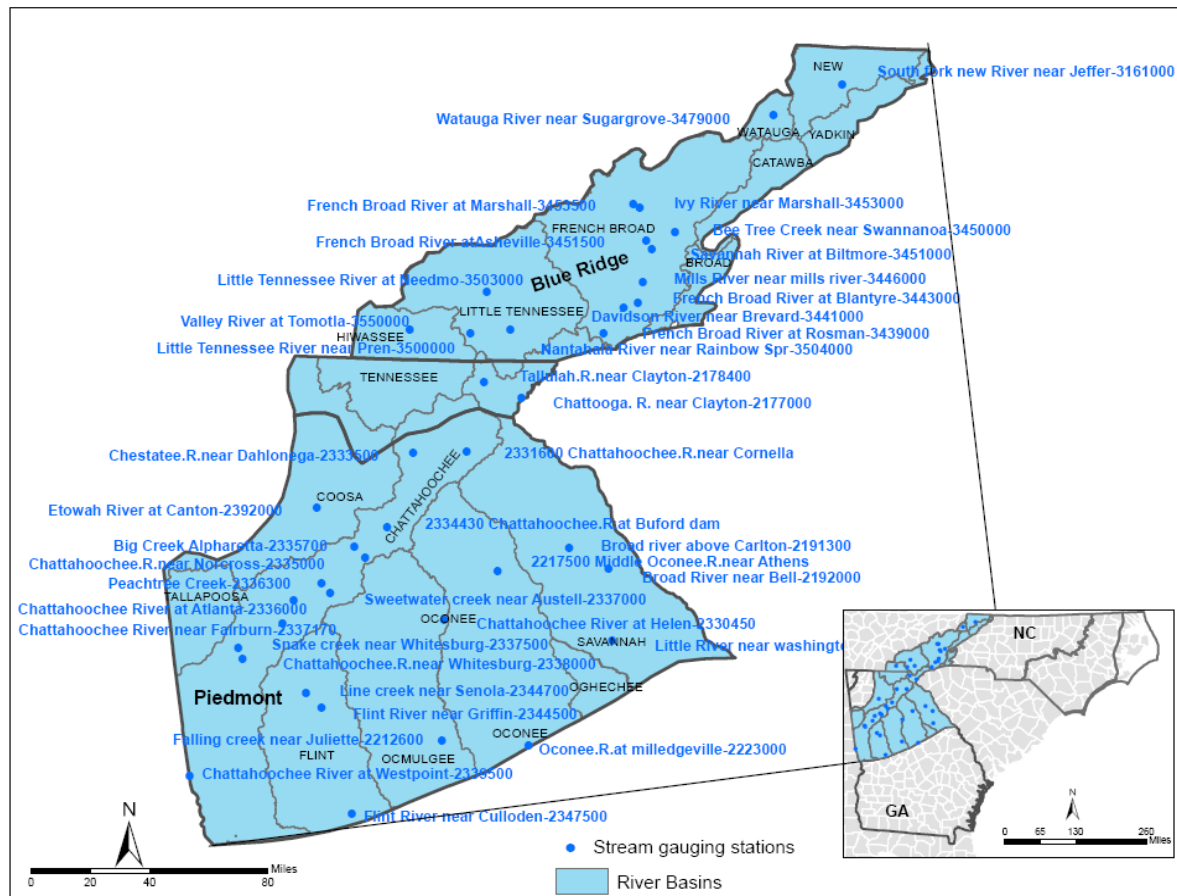 NEW
South fork new River near Jeffer-3161000
Watauga River near Sugargrove-3479000
WATAUGA
YADKIN
CATAWBA
French Broad River at Marshall-3453500
Ivy River near Marshall-3453000
FRENCH BROAD
Bee Tree Creek near Swannanoa-3450000
French Broad River atAsheville-3451500
Savannah River at Biltmore-3451000
BROAD
Blue Ridge
Little Tennessee River at Needmo-3503000
Mills River near mills river-3446000
French Broad River at Blantyre-3443000
LITTLE TENNESSEE
Davidson River near Brevard-3441000
Valley River at Tomotla-3550000
HIWASSEE
French Broad River at Rosman-3439000
Little Tennessee River near Pren-3500000
Nantahala River near Rainbow Spr-3504000
TENNESSEE
Tallulah.R.near Clayton-2178400
Chattooga. R. near Clayton-2177000
Chestatee.R.near Dahlonega-2333500
2331600 Chattahoochee.R.near Cornella
CHATTAHOOCHEE
COOSA
Etowah River at Canton-2392000
2334430 Chattahoochee.R.at Buford dam
Big Creek Alpharetta-2335700
Broad river above Carlton-2191300
Chattahoochee.R.near Norcross-2335000
2217500 Middle Oconee.R.near Athens
Broad River near Bell-2192000
Peachtree Creek-2336300
TALLAPOOSA
Sweetwater creek near Austell-2337000
Chattahoochee River at Atlanta-2336000
OCONEE
Chattahoochee River at Helen-2330450
Chattahoochee River near Fairburn-2337170
Snake creek near Whitesburg-2337500
SAVANNAH
Little River near washington
Chattahoochee.R.near Whitesburg-2338000
Piedmont
Line creek near Senola-2344700
OGHECHEE
Flint River near Griffin-2344500
Falling creek near Juliette-2212600
OCONEE
FLINT
OCMULGEE
Oconee.R.at milledgeville-2223000
Chattahoochee River at Westpoint-2339500
Flint River near Culloden-2347500
N
0 20 40 80
Miles
Stream gauging stations
River Basins
NC
GA
N
0 65 130 260
Miles